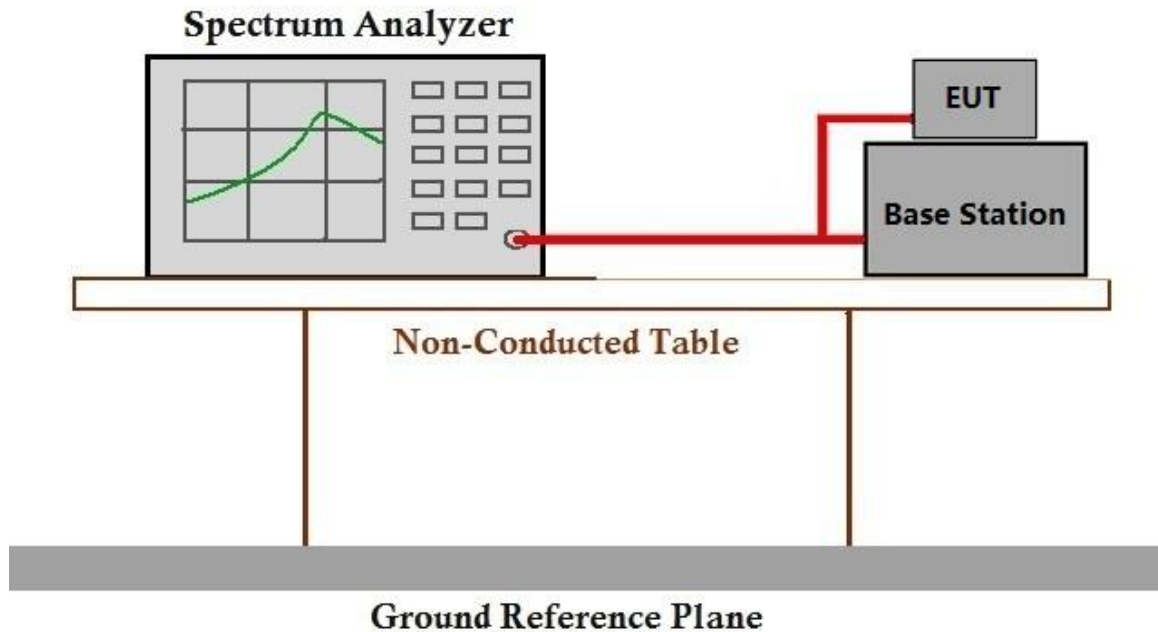 Spectrum Analyzer
EUT
Base Station
Non-Conducted Table
Ground Reference Plane